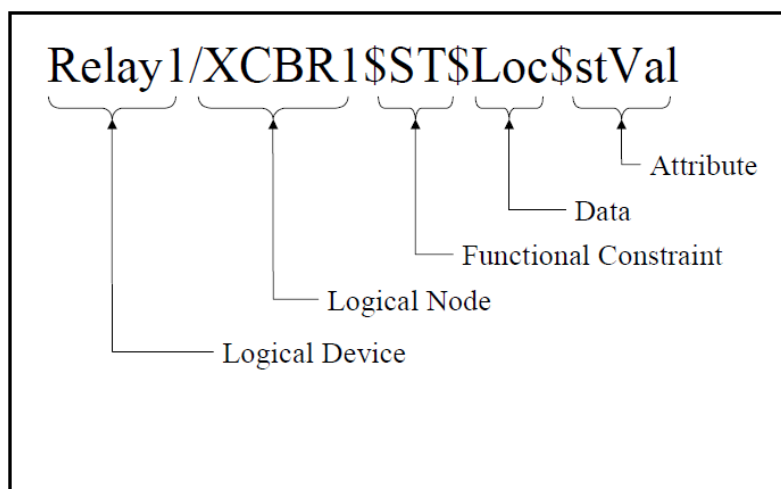 Relay1/XCBR1$ST$Loc$stVal
Attribute
Data
Functional Constraint
Logical Node
Logical Device